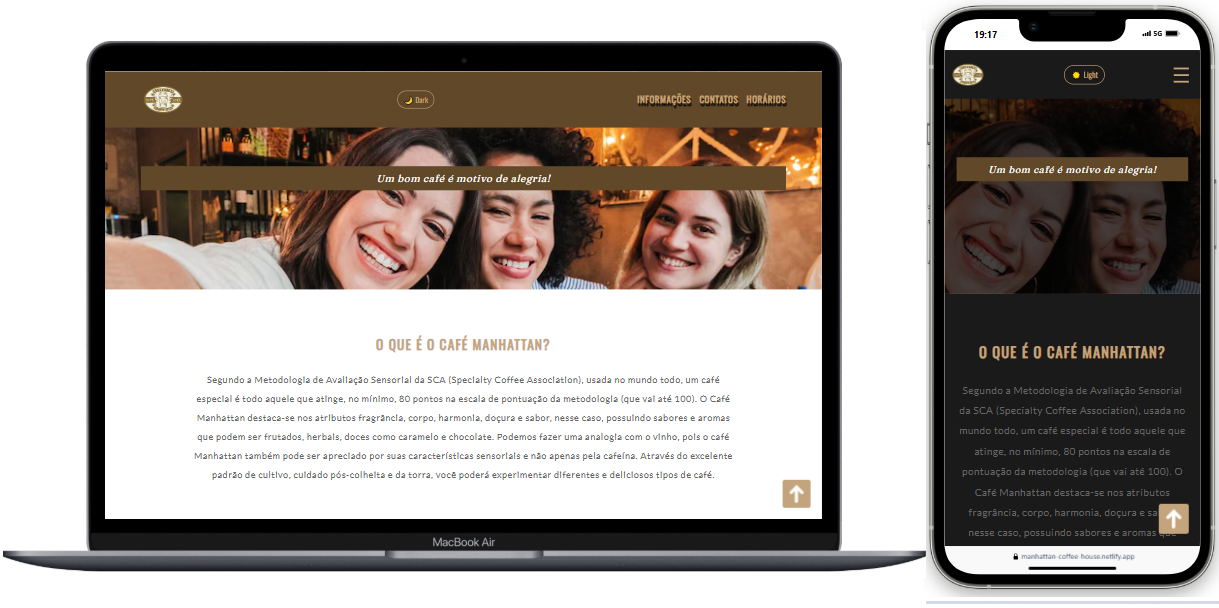 Dark
INFORMAÇÕES CONTATOS HORÁRIOS
Um bom café é motivo de alegria!
O QUE É O CAFÉ MANHATTAN?
Segundo a Metodologia de Avaliação Sensorial da SCA (Specialty Coffee Association), usada no mundo todo, um café
especial é todo aquele que atinge, no mínimo, 80 pontos na escala de pontuação da metodologia (que vai até 100). O Café
Manhattan destaca-se nos atributos fragrância, corpo, harmonia, doçura e sabor, nesse caso, possuindo sabores e aromas
que podem ser frutados, herbais, doces como caramelo e chocolate. Podemos fazer uma analogia com o vinho, pois o café
Manhattan também pode ser apreciado por suas características sensoriais e não apenas pela cafeína. Através do excelente
padrão de cultivo, cuidado pós-colheita e da torra, você poderá experimentar diferentes e deliciosos tipos de café.
MacBook Air
19:17
5G
Light
Um bom café é motivo de alegria!
O QUE É O CAFÉ MANHATTAN?
Segundo a Metodologia de Avaliação Sensorial
da SCA (Specialty Coffee Association), usada no
mundo todo, um café especial é todo aquele que
atinge, no mínimo, 80 pontos na escala de
pontuação da metodologia (que vai até 100). O
Café Manhattan destaca-se nos atributos
fragrância, corpo, harmonia, doçura e
nesse caso, possuindo sabores e aromas que
manhattan-coffee-house.netlify.app